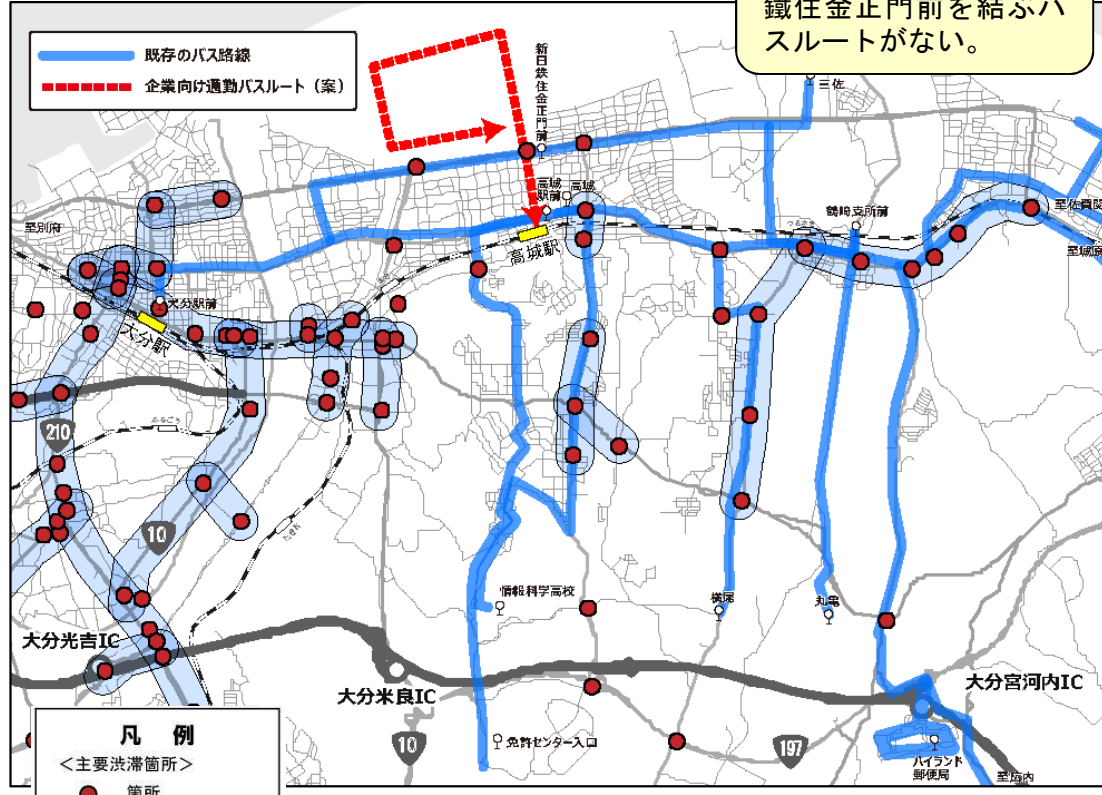 鐵住金正門前を結ぶバ
スルートがない。
既存のバス路線
企業向け通勤バスルート（案）
新日鉄住金正門前
三佐
高城
駅前
高城
鶴崎支所前
つるさき
至佐賀関
至別府
高城駅
大分駅前
大分駅
210
10
情報科学高校
横尾
丸亀
大分光吉IC
大分米良IC
大分宮河内IC
10
免許センター入口
197
ハイランド
郵便局
凡 例
＜主要渋滞箇所＞
箇所